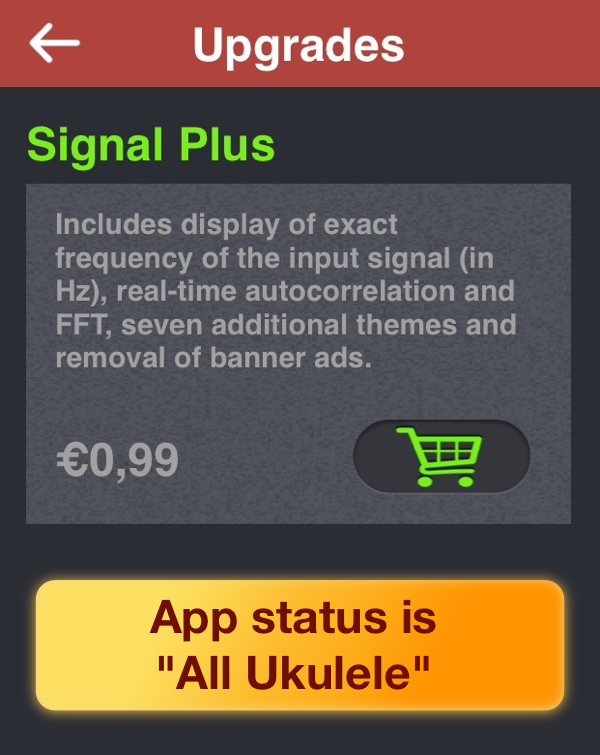 Upgrades
Signal Plus
Includes display of exact
frequency of the input signal (in
Hz), real-time autocorrelation and
FFT, seven additional themes and
removal of banner ads.
€0,99
App status is
"All Ukulele"